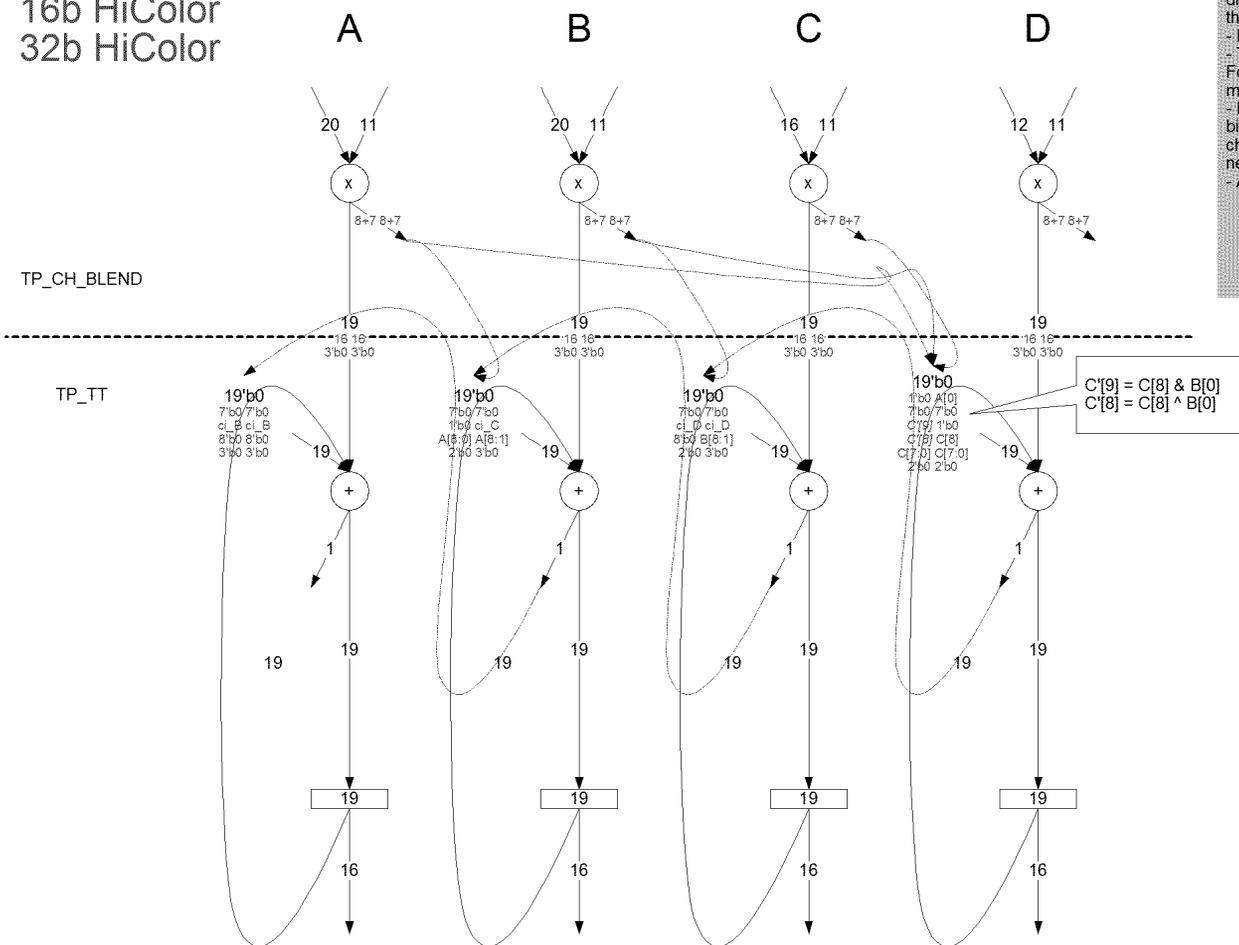 16b HiColor
32b HiColor
A B C D
20 11 20 11 16 11 12 11
x x x x
8+7 8+7 8+7 8+7 8+7 8+7 8+7 8+7
TP_CH_BLEND
19 19 19 19
16 16 16 16 16 16 16 16
3'b0 3'b0 3'b0 3'b0 3'b0 3'b0 3'b0 3'b0
TP_TT
19'b0
7'b0 7'b0
ci_B ci_B
8'b0 8'b0
3'b0 3'b0
19
19'b0
7'b0 7'b0
1'b0 ci_C
A[8:0] A[8:1]
2'b0 3'b0
19
19'b0
7'b0 7'b0
ci_D ci_D
8'b0 B[8:1]
2'b0 3'b0
19
19'b0
1'b0 A[0]
7'b0 7'b0
C'[9] 1'b0
C'[8] C[8]
C[7:0] C[7:0]
2'b0 2'b0
19
C'[9] = C[8] & B[0]
C'[8] = C[8] ^ B[0]
+ + + +
1 1 1 1
19 19 19 19
19 19 19 19
19 19 19 19
16 16 16 16